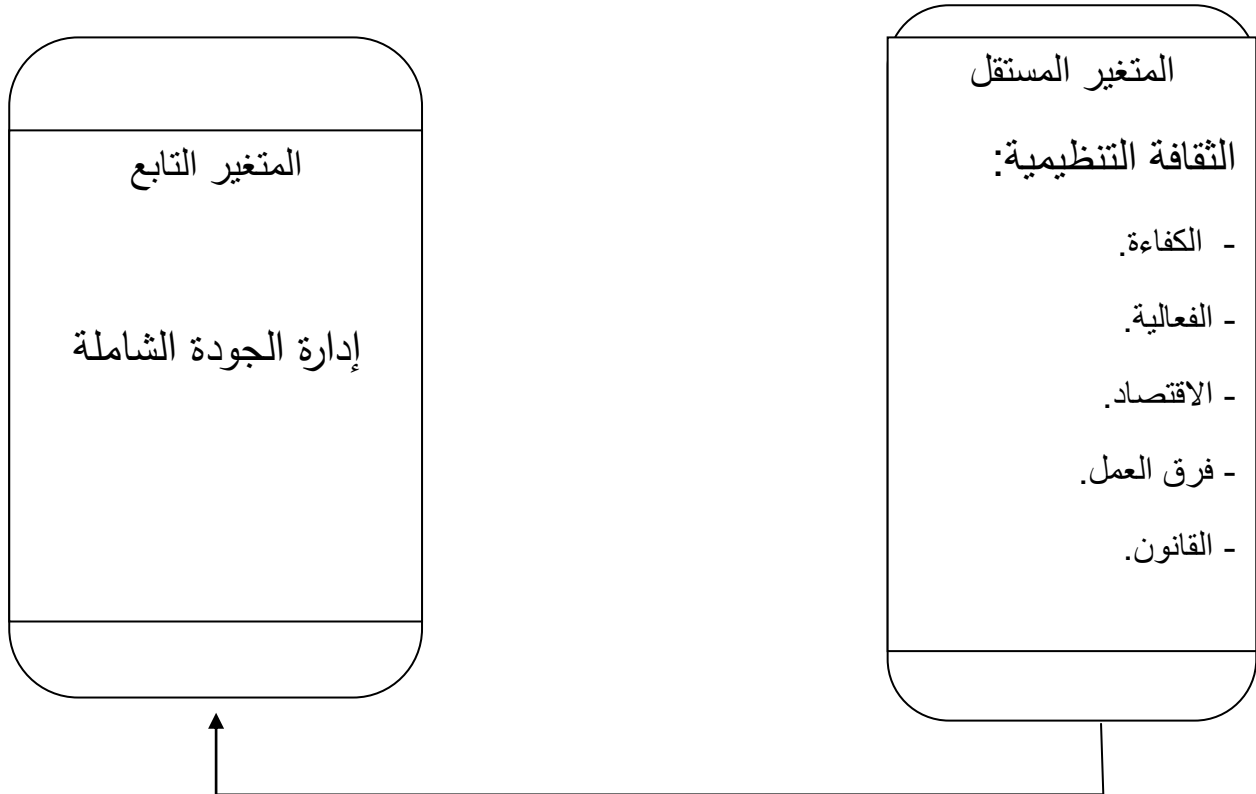 المتغير المستقل
الثقافة التنظيمية:
- الكفاءة.
- الفعالية.
- الاقتصاد.
- فرق العمل.
- القانون.
المتغير التابع
إدارة الجودة الشاملة